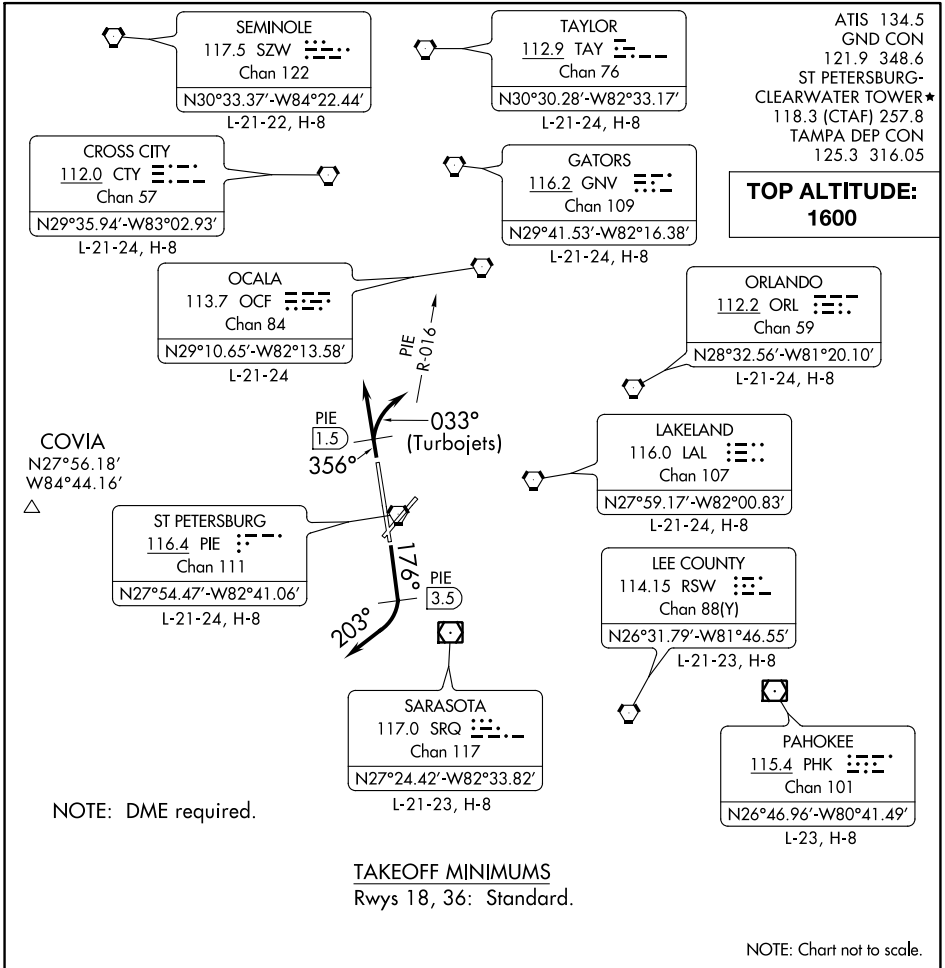 SEMINOLE
117.5 SZW
Chan 122
N30°33.37'-W84°22.44'
L-21-22, H-8
TAYLOR
112.9 TAY
Chan 76
N30°30.28'-W82°33.17'
L-21-24, H-8
ATIS 134.5
GND CON
121.9 348.6
ST PETERSBURG-
CLEARWATER TOWER★
118.3 (CTAF) 257.8
TAMPA DEP CON
125.3 316.05
TOP ALTITUDE:
1600
CROSS CITY
112.0 CTY
Chan 57
N29°35.94'-W83°02.93'
L-21-24, H-8
GATORS
116.2 GNV
Chan 109
N29°41.53'-W82°16.38'
L-21-24, H-8
OCALA
113.7 OCF
Chan 84
N29°10.65'-W82°13.58'
L-21-24
ORLANDO
112.2 ORL
Chan 59
N28°32.56'-W81°20.10'
L-21-24, H-8
PIE
R-016
PIE
1.5
033°
(Turbojets)
356°
COVIA
N27°56.18'
W84°44.16'
LAKELAND
116.0 LAL
Chan 107
N27°59.17'-W82°00.83'
L-21-24, H-8
ST PETERSBURG
116.4 PIE
Chan 111
N27°54.47'-W82°41.06'
L-21-24, H-8
176°
PIE
3.5
203°
LEE COUNTY
114.15 RSW
Chan 88(Y)
N26°31.79'-W81°46.55'
L-21-23, H-8
SARASOTA
117.0 SRQ
Chan 117
N27°24.42'-W82°33.82'
L-21-23, H-8
PAHOKEE
115.4 PHK
Chan 101
N26°46.96'-W80°41.49'
L-23, H-8
NOTE: DME required.
TAKEOFF MINIMUMS
Rwys 18, 36: Standard.
NOTE: Chart not to scale.